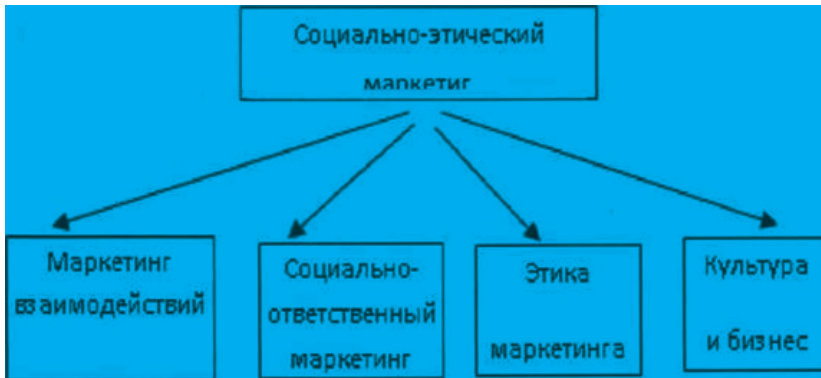 Социально-этический
маркетиг
Маркетинг
взаимодействий
Социально-
ответственный
маркетинг
Этика
маркетинга
Культура
и бизнес